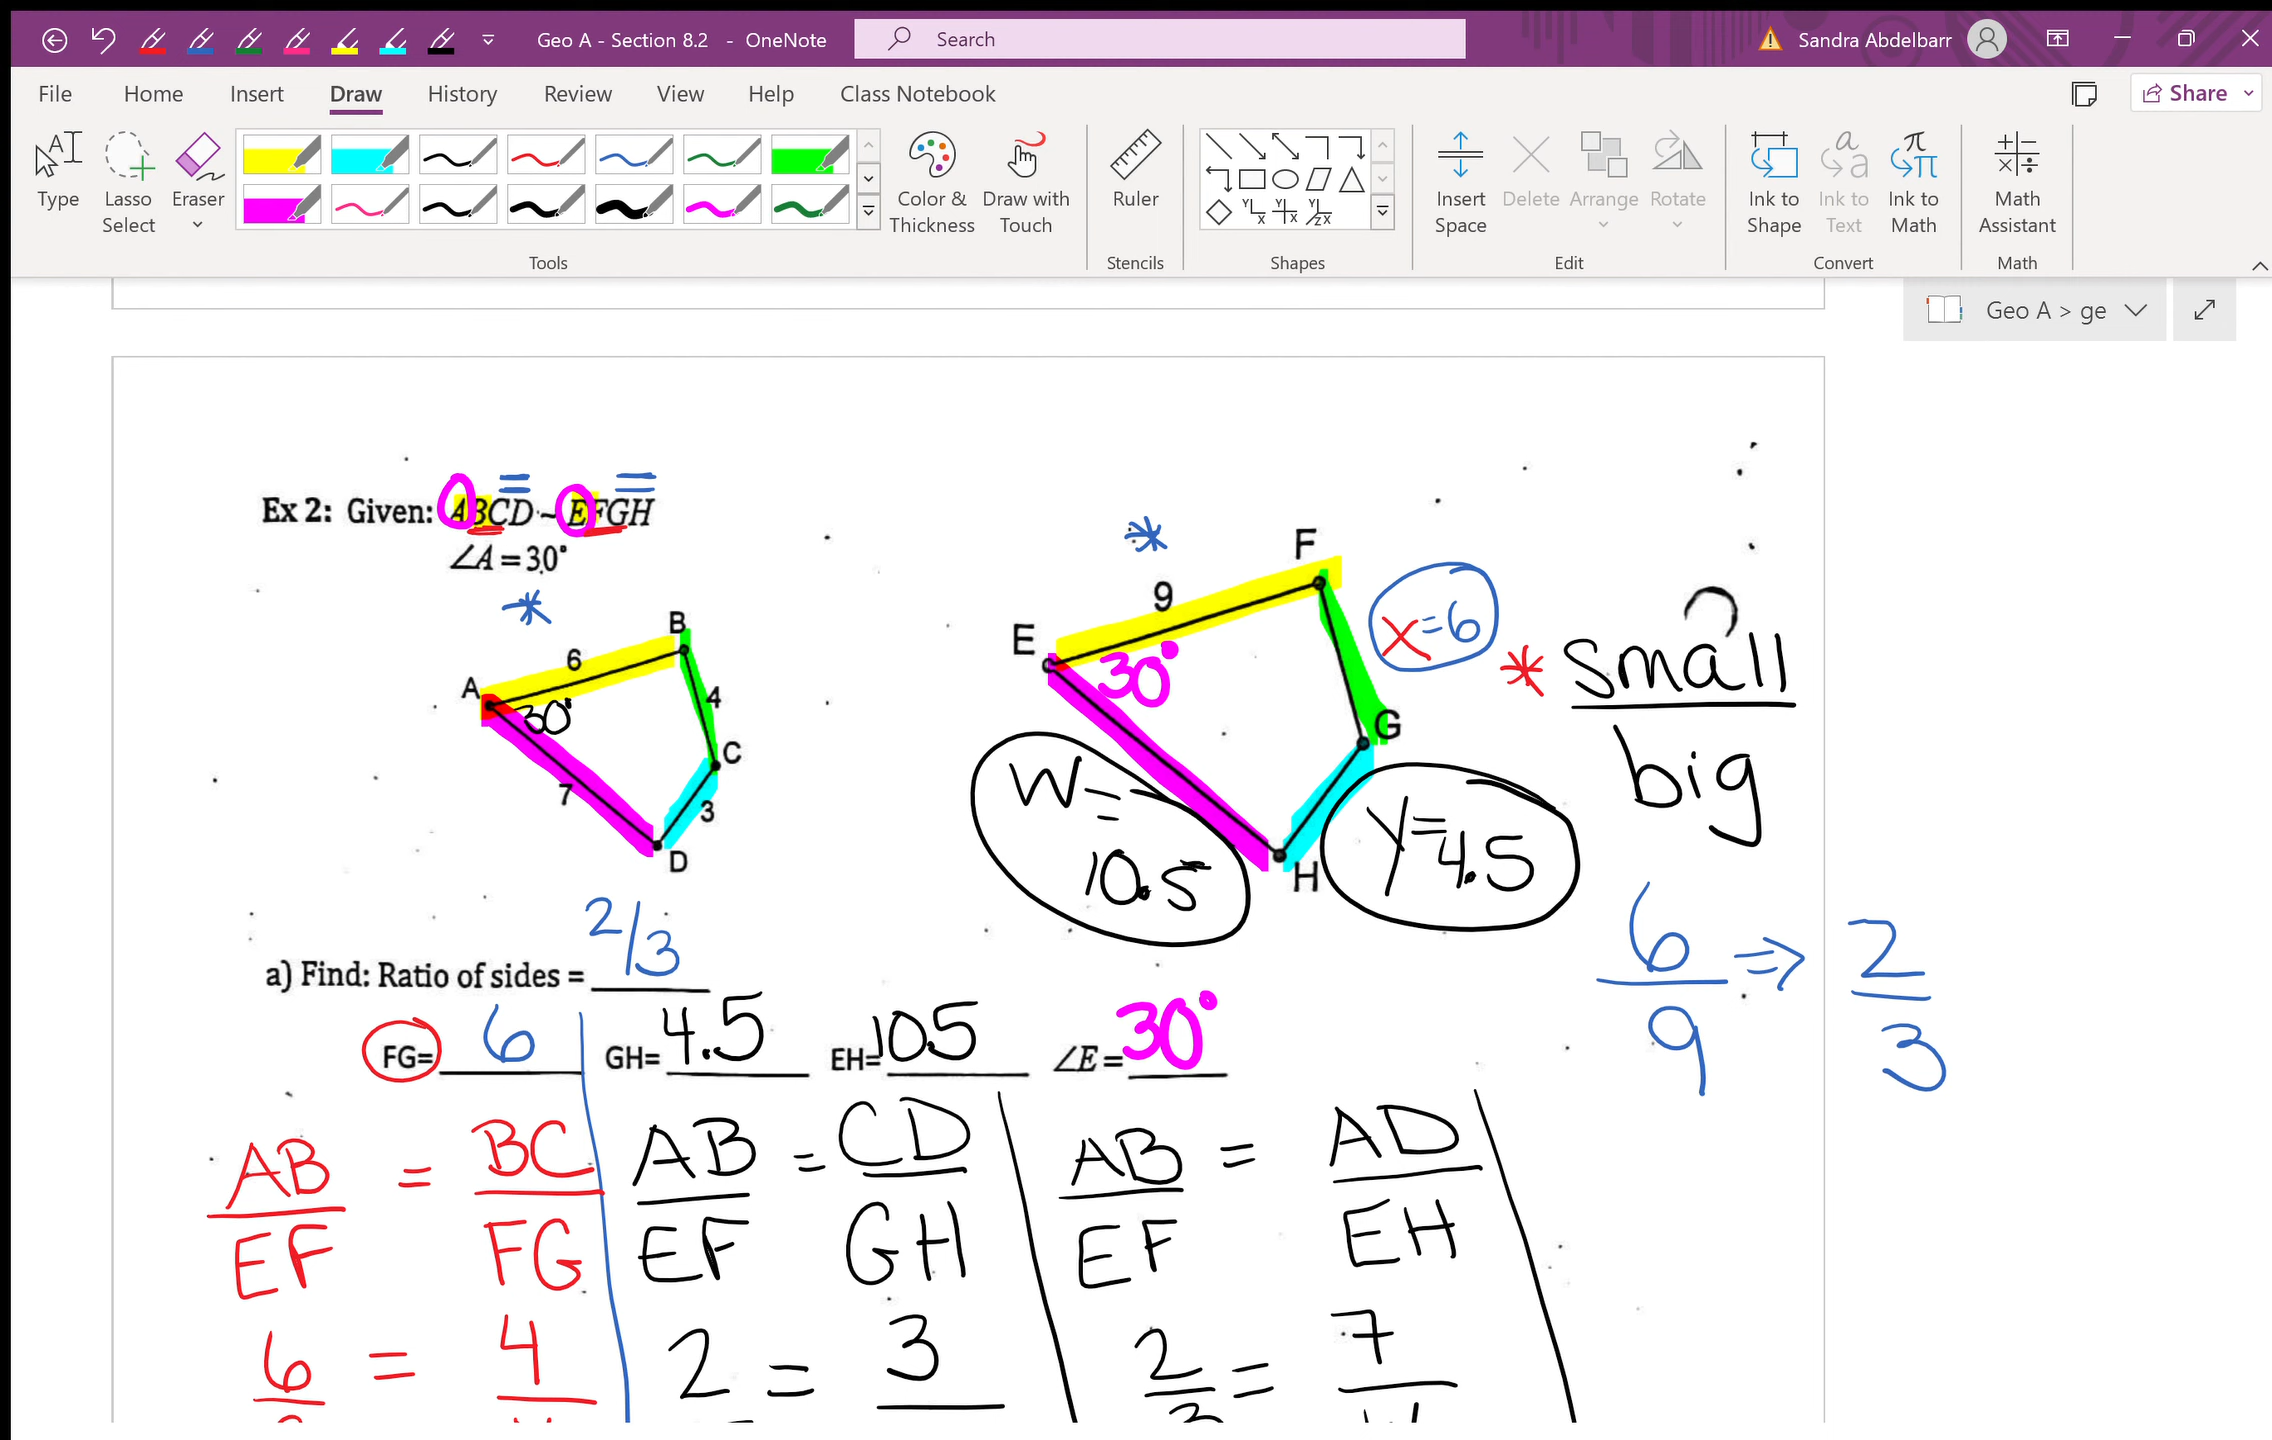 Geo A - Section 8.2 - OneNote
Search
Sandra Abdelbarr
File Home Insert Draw History Review View Help Class Notebook
Share
Type
Lasso Select
Eraser
Color & Thickness
Draw with Touch
Ruler
Insert Space
Delete
Arrange
Rotate
Ink to Shape
Ink to Text
Ink to Math
Math Assistant
Tools Stencils Shapes Edit Convert Math
Geo A > ge
Ex 2: Given: ABCD ~ EFGH
∠A = 30°
* *
A 6 B 4 C 3 D 7 30°
E 9 F G H 30°
x=6
W= 10.5
Y=4.5
* small
big
6/9 ⇒ 2/3
a) Find: Ratio of sides = 2/3
FG= 6 GH= 4.5 EH= 10.5 ∠E = 30°
AB/EF = BC/FG AB/EF = CD/GH AB/EF = AD/EH
6 = 4 2 = 3 2/3 = 7